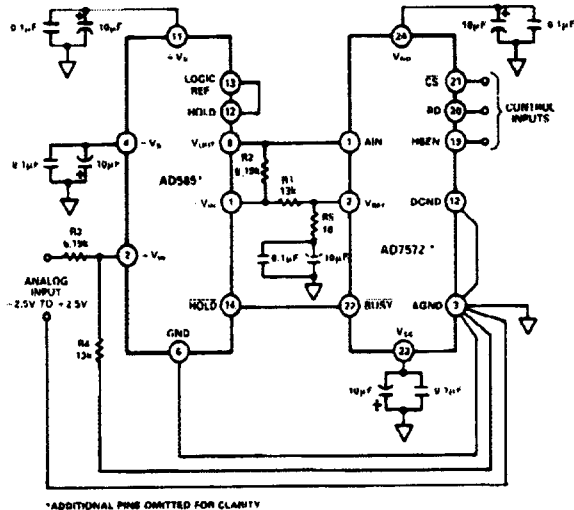 0.1µF
10µF
11
+Vs
LOGIC
REF
13
HOLD
12
4
-Vs
0.1µF
10µF
VOUT
8
R2
6.19k
AD585*
-VIN
1
R1
13k
R5
10
0.1µF
10µF
R3
6.19k
2
+VIN
ANALOG
INPUT
-2.5V TO +2.5V
HOLD
14
GND
6
R4
13k
10µF
0.1µF
24
VDD
CS
21
RD
20
HBEN
19
CONTROL
INPUTS
1
AIN
2
VREF
DGND
12
AD7572*
22
BUSY
AGND
3
VSS
23
10µF
0.1µF
*ADDITIONAL PINS OMITTED FOR CLARITY